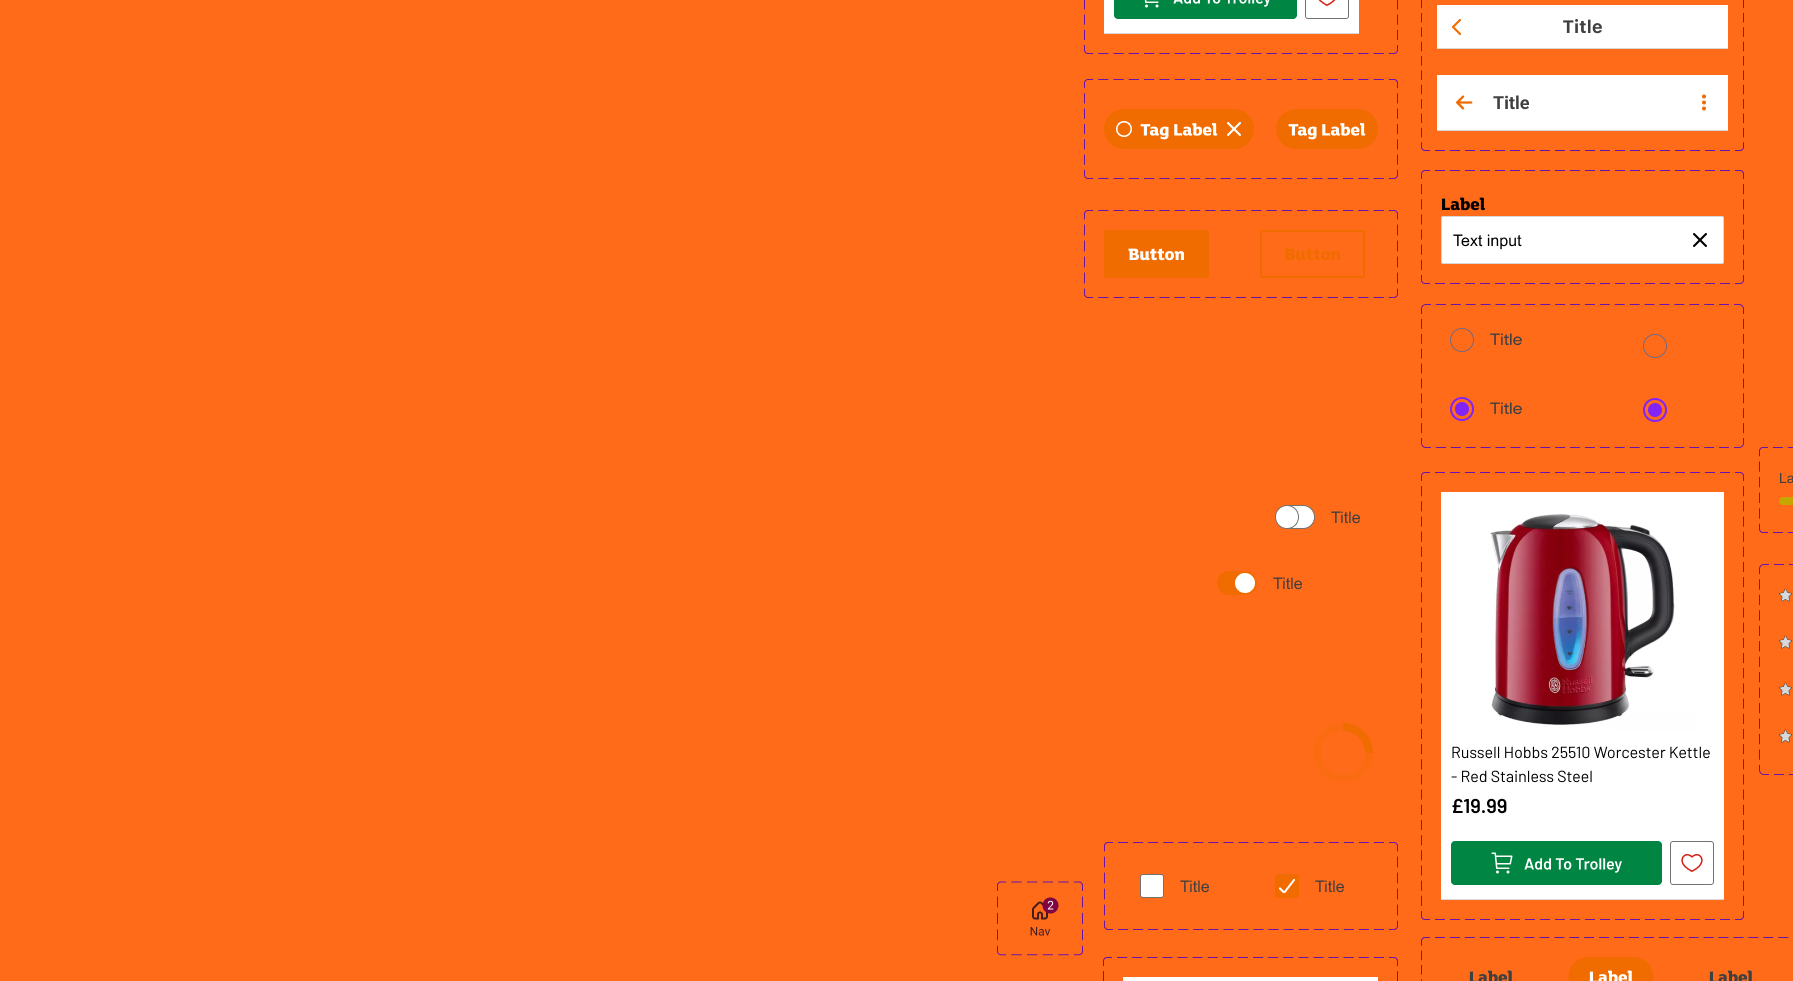 Add To Trolley
Title
Title
Tag Label
Tag Label
Label
Text input
Button
Button
Title
Title
La
Title
Title
Russell Hobbs
Russell Hobbs 25510 Worcester Kettle
- Red Stainless Steel
£19.99
Add To Trolley
Title
Title
2
Nav
Label
Label
Label